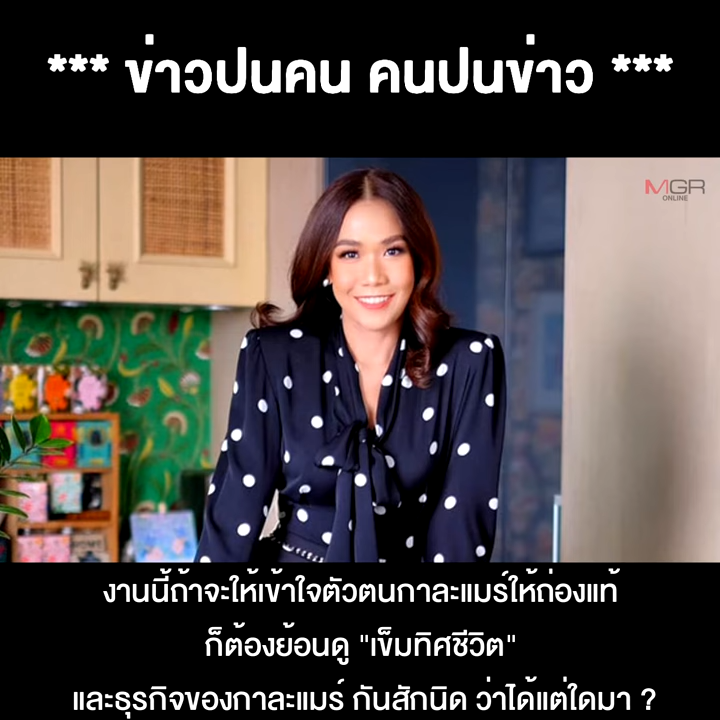 *** ข่าวปนคน คนปนข่าว ***
MGR
ONLINE
งานนี้ถ้าจะให้เข้าใจตัวตนกาละแมร์ให้ถ่องแท้
ก็ต้องย้อนดู "เข็มทิศชีวิต"
และธุรกิจของกาละแมร์ กันสักนิด ว่าได้แต่ใดมา ?